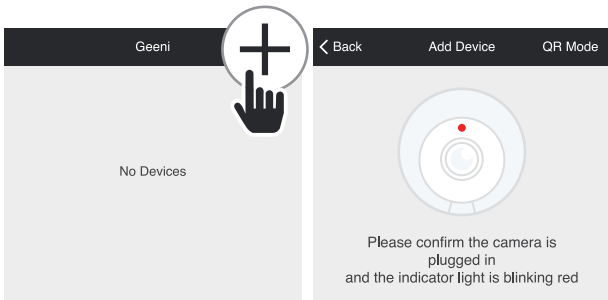 Geeni
No Devices
Back
Add Device
QR Mode
Please confirm the camera is
plugged in
and the indicator light is blinking red